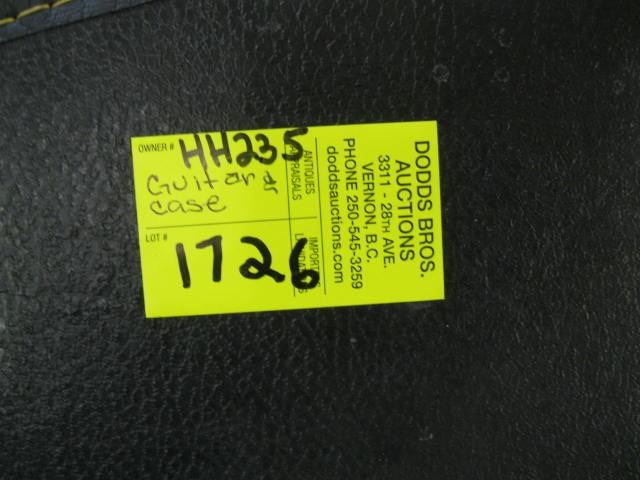 OWNER # HH235
Guitar &
case
LOT #
1726
ANTIQUES
APPRAISALS
DODDS BROS.
AUCTIONS
3311 - 28TH AVE.
VERNON, B.C.
PHONE 250-545-3259
doddsauctions.com